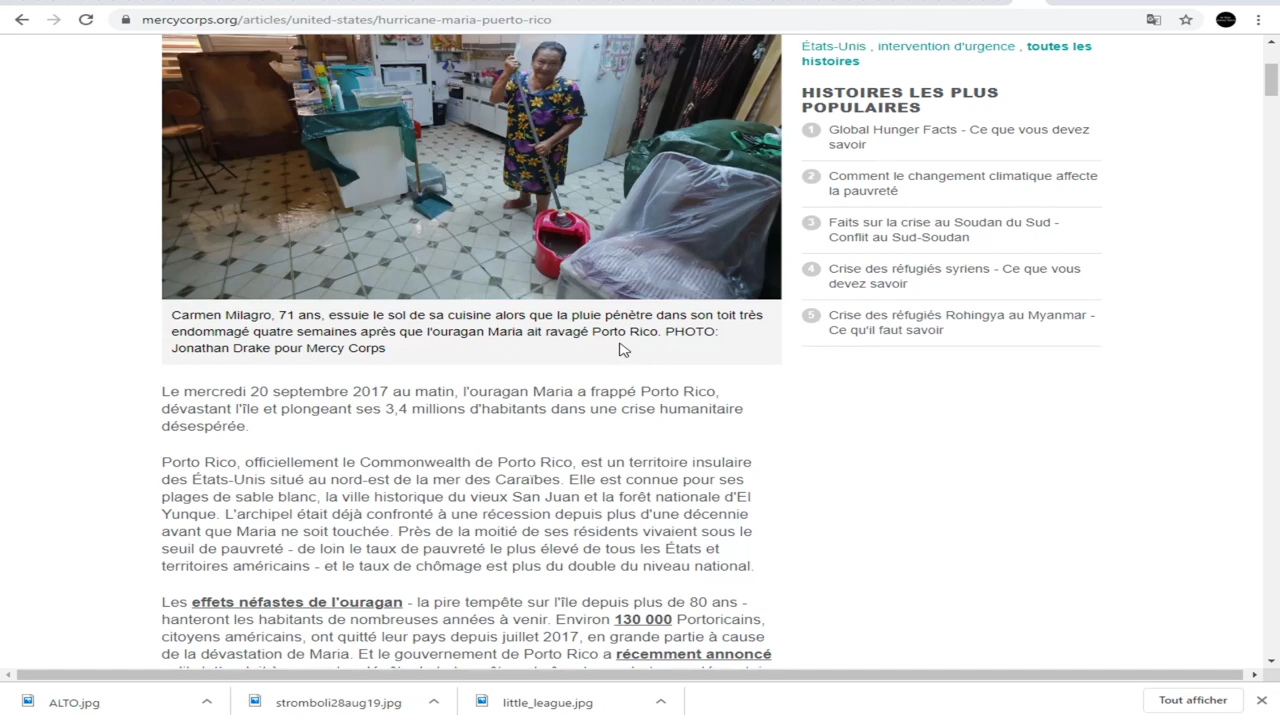 mercycorps.org/articles/united-states/hurricane-maria-puerto-rico
États-Unis , intervention d'urgence , toutes les
histoires
HISTOIRES LES PLUS
POPULAIRES
1 Global Hunger Facts - Ce que vous devez
savoir
2 Comment le changement climatique affecte
la pauvreté
3 Faits sur la crise au Soudan du Sud -
Conflit au Sud-Soudan
4 Crise des réfugiés syriens - Ce que vous
devez savoir
5 Crise des réfugiés Rohingya au Myanmar -
Ce qu'il faut savoir
Carmen Milagro, 71 ans, essuie le sol de sa cuisine alors que la pluie pénètre dans son toit très
endommagé quatre semaines après que l'ouragan Maria ait ravagé Porto Rico. PHOTO:
Jonathan Drake pour Mercy Corps
Le mercredi 20 septembre 2017 au matin, l'ouragan Maria a frappé Porto Rico,
dévastant l'île et plongeant ses 3,4 millions d'habitants dans une crise humanitaire
désespérée.
Porto Rico, officiellement le Commonwealth de Porto Rico, est un territoire insulaire
des États-Unis situé au nord-est de la mer des Caraïbes. Elle est connue pour ses
plages de sable blanc, la ville historique du vieux San Juan et la forêt nationale d'El
Yunque. L'archipel était déjà confronté à une récession depuis plus d'une décennie
avant que Maria ne soit touchée. Près de la moitié de ses résidents vivaient sous le
seuil de pauvreté - de loin le taux de pauvreté le plus élevé de tous les États et
territoires américains - et le taux de chômage est plus du double du niveau national.
Les effets néfastes de l'ouragan - la pire tempête sur l'île depuis plus de 80 ans -
hanteront les habitants de nombreuses années à venir. Environ 130 000 Portoricains,
citoyens américains, ont quitté leur pays depuis juillet 2017, en grande partie à cause
de la dévastation de Maria. Et le gouvernement de Porto Rico a récemment annoncé
ALTO.jpg
stromboli28aug19.jpg
little_league.jpg
Tout afficher